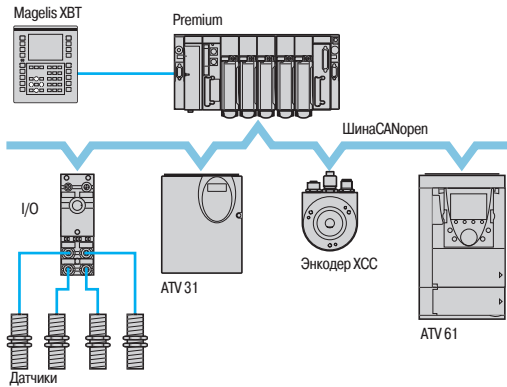 Magelis XBT
Premium
ШинаCANopen
I/O
ATV 31
Энкодер XCC
ATV 61
Датчики